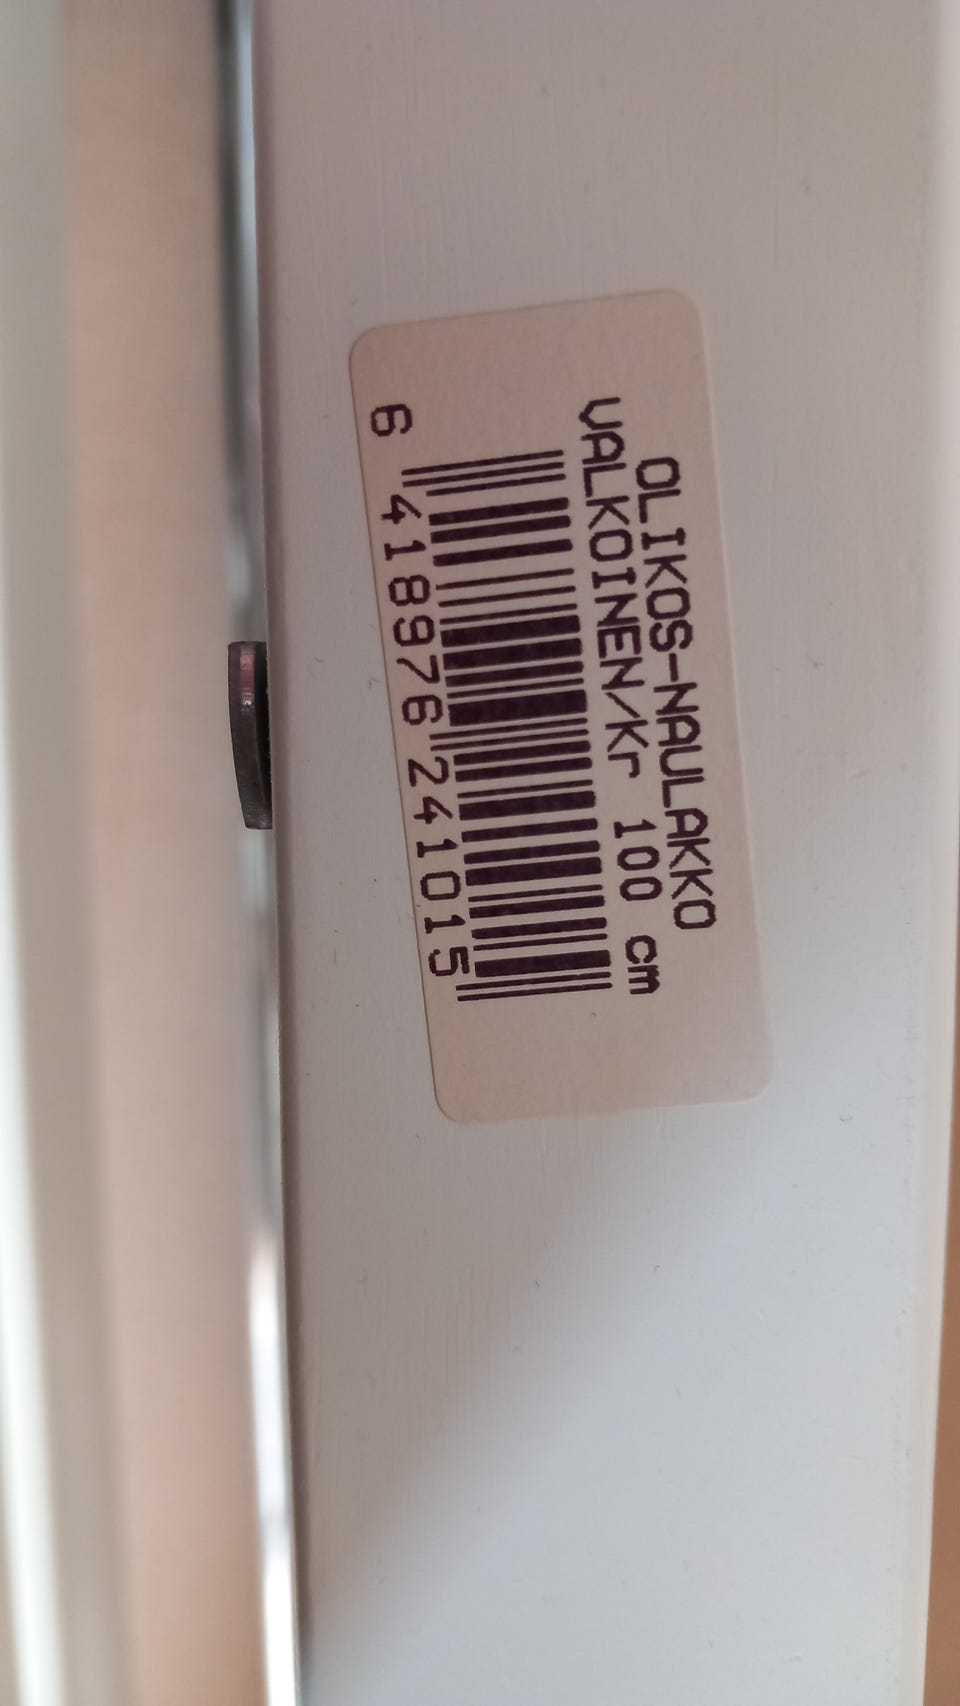 OLIKOS-NAULAKKO
VALKOINEN/Kr 100 cm
6 418976 241015